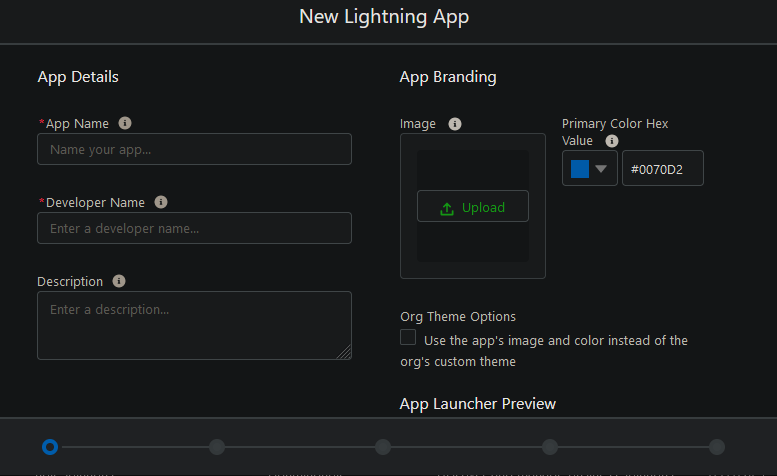 New Lightning App
App Details
*App Name
Name your app...
*Developer Name
Enter a developer name...
Description
Enter a description...
App Branding
Image
Upload
Primary Color Hex
Value
#0070D2
Org Theme Options
Use the app's image and color instead of the
org's custom theme
App Launcher Preview